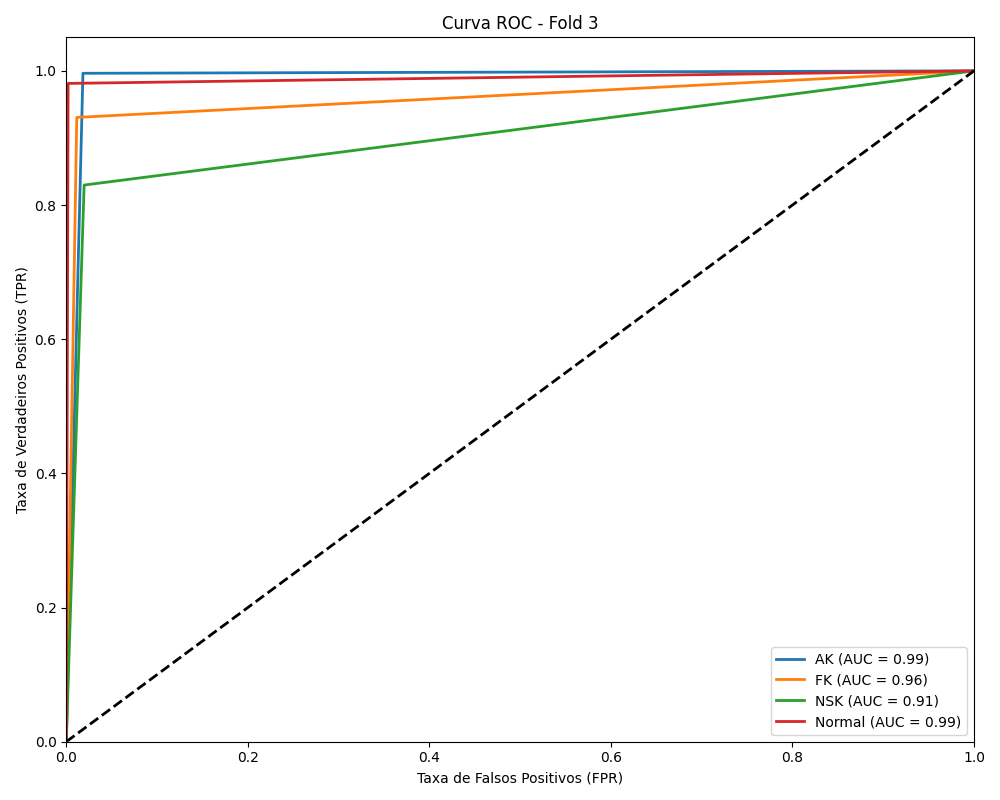 Curva ROC - Fold 3
Taxa de Verdadeiros Positivos (TPR)
1.0
0.8
0.6
0.4
0.2
0.0
0.0 0.2 0.4 0.6 0.8 1.0
Taxa de Falsos Positivos (FPR)
AK (AUC = 0.99)
FK (AUC = 0.96)
NSK (AUC = 0.91)
Normal (AUC = 0.99)